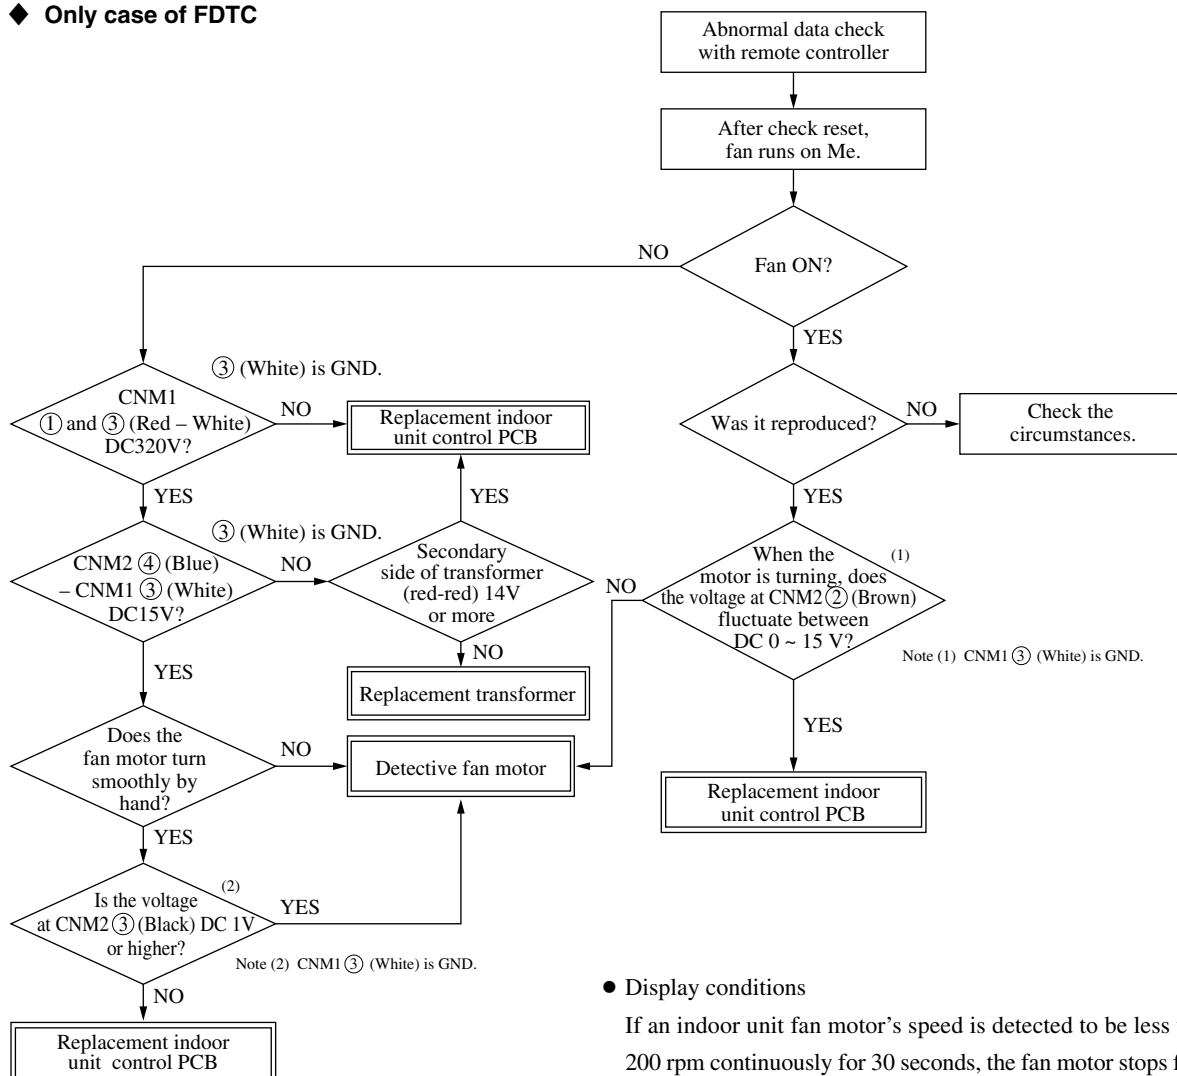 ◆ Only case of FDTC
Abnormal data check
with remote controller
After check reset,
fan runs on Me.
Fan ON?
NO
YES
③ (White) is GND.
CNM1
① and ③ (Red – White)
DC320V?
NO
YES
Replacement indoor
unit control PCB
Was it reproduced?
NO
YES
Check the
circumstances.
③ (White) is GND.
CNM2 ④ (Blue)
– CNM1 ③ (White)
DC15V?
NO
YES
YES
Secondary
side of transformer
(red-red) 14V
or more
NO
Replacement transformer
When the
motor is turning, does
the voltage at CNM2 ② (Brown)
fluctuate between
DC 0 ~ 15 V?
(1)
NO
YES
Note (1) CNM1 ③ (White) is GND.
Does the
fan motor turn
smoothly by
hand?
NO
YES
Detective fan motor
Replacement indoor
unit control PCB
Is the voltage
at CNM2 ③ (Black) DC 1V
or higher?
(2)
YES
NO
Note (2) CNM1 ③ (White) is GND.
Replacement indoor
unit control PCB
● Display conditions
If an indoor unit fan motor's speed is detected to be less
200 rpm continuously for 30 seconds, the fan motor stops